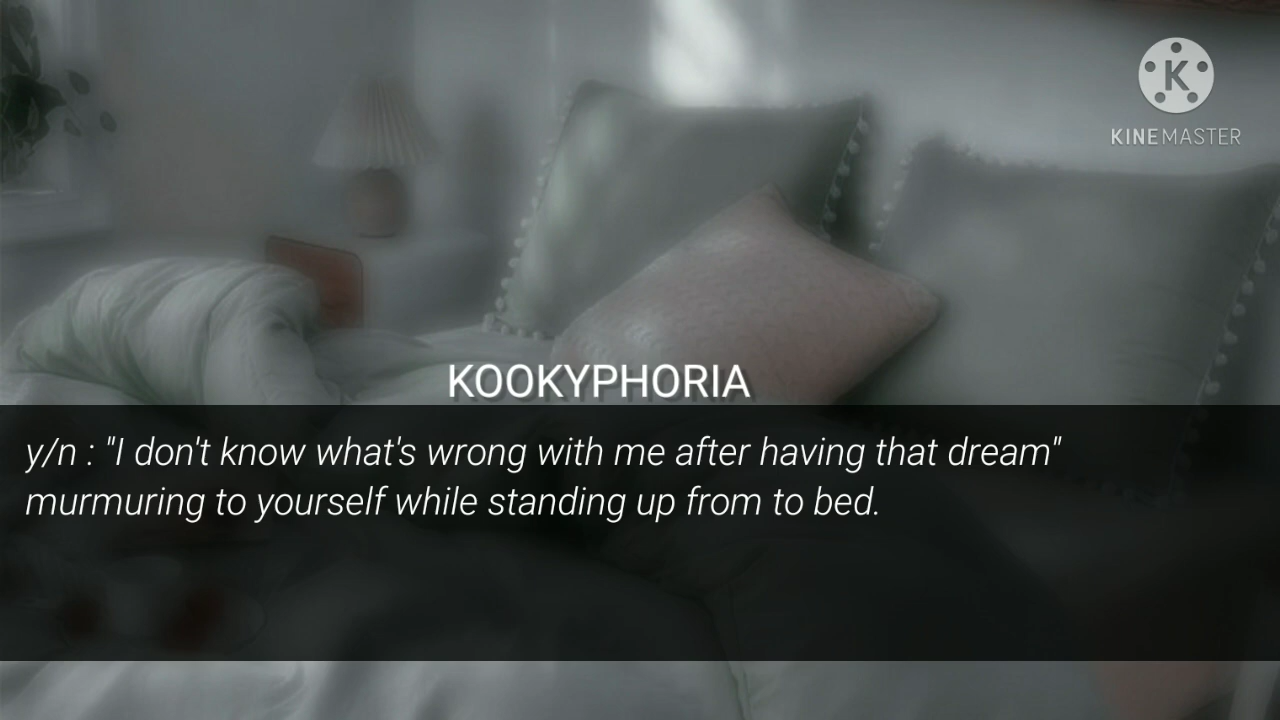 K
KINEMASTER
KOOKYPHORIA
y/n : "I don't know what's wrong with me after having that dream"
murmuring to yourself while standing up from to bed.